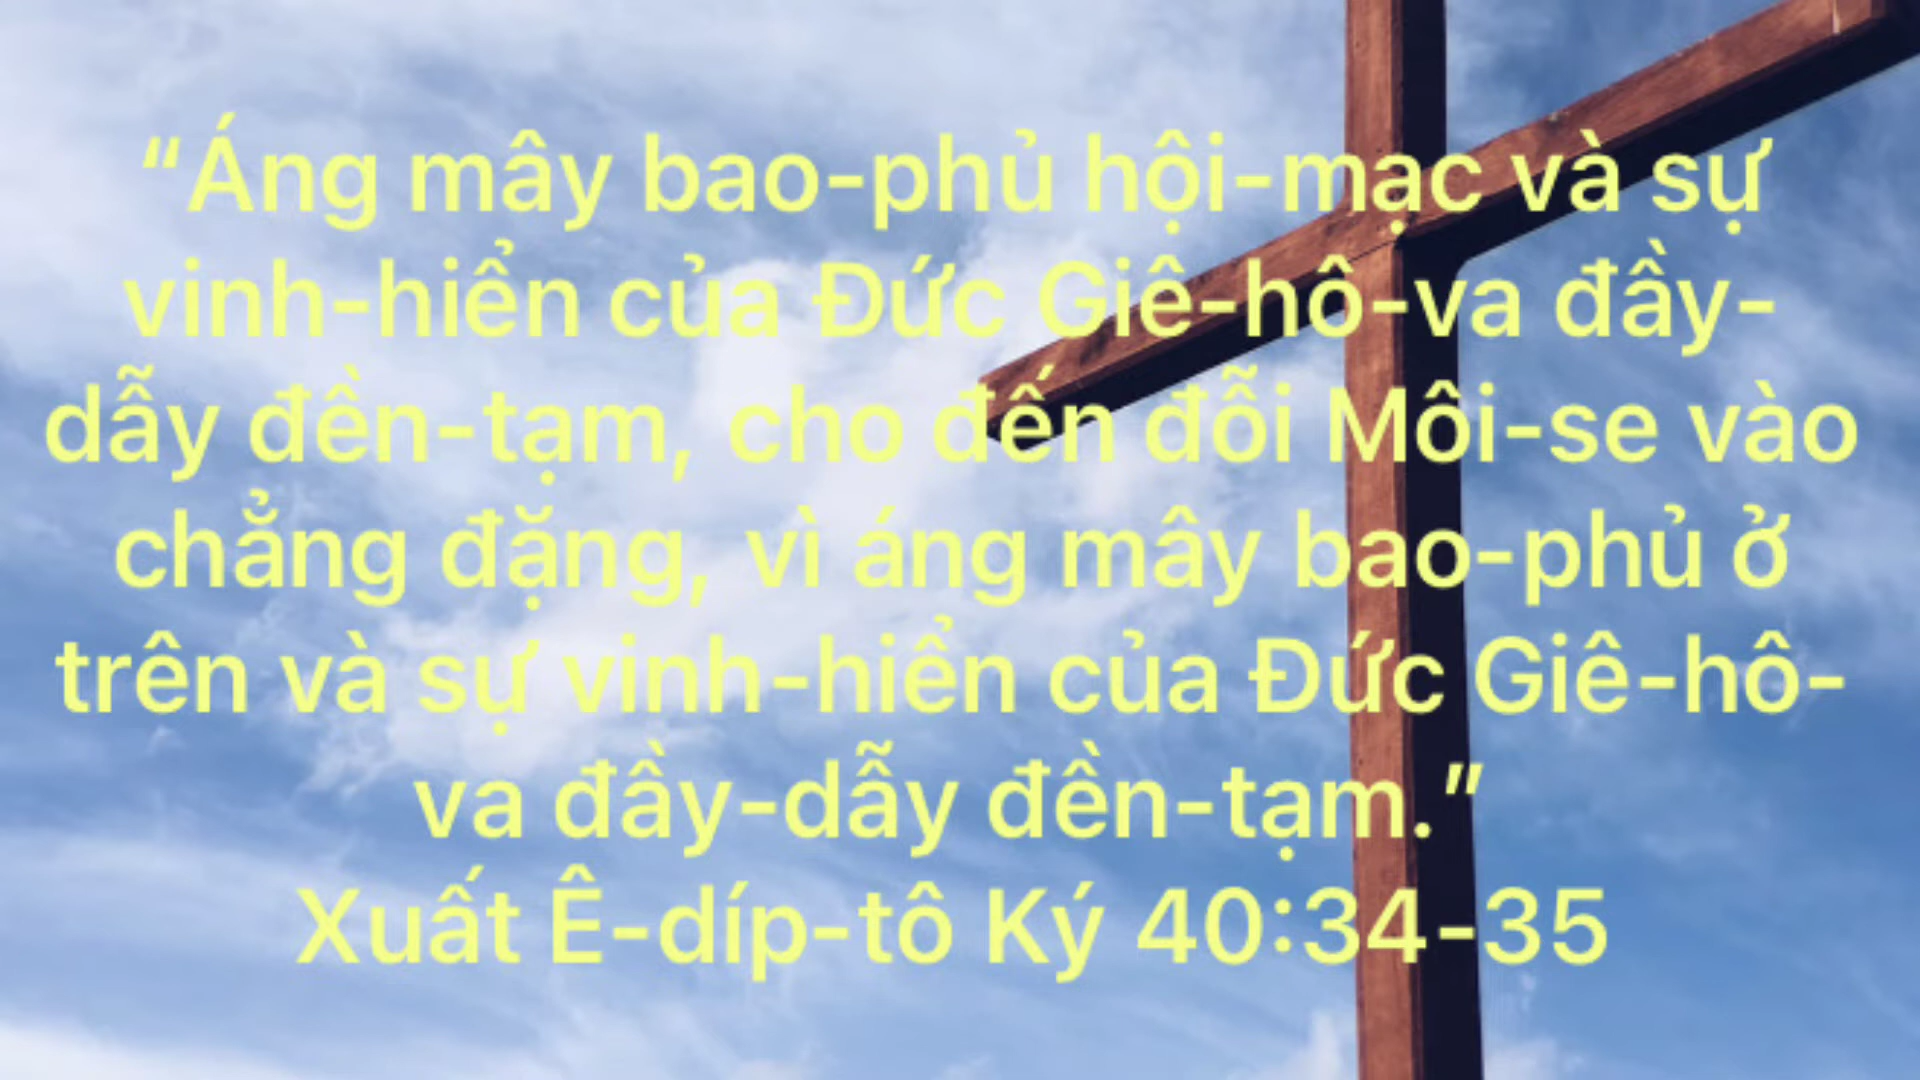 “Áng mây bao-phủ hội-mạc và sự
vinh-hiển của Đức Giê-hô-va đầy-
dẫy đền-tạm, cho đến đỗi Môi-se vào
chẳng đặng, vì áng mây bao-phủ ở
trên và sự vinh-hiển của Đức Giê-hô-
va đầy-dẫy đền-tạm.”
Xuất Ê-díp-tô Ký 40:34-35